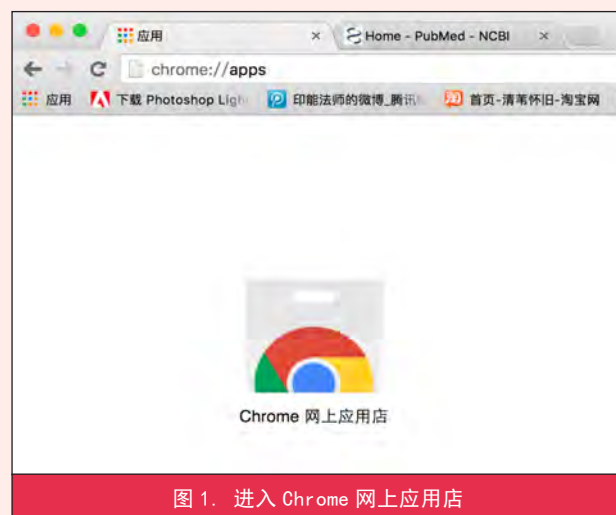 应用
Home - PubMed - NCBI
chrome://apps
应用 下载 Photoshop Ligh 印能法师的微博_腾讯 首页-清苇怀旧-淘宝网
Chrome 网上应用店
图 1. 进入 Chrome 网上应用店